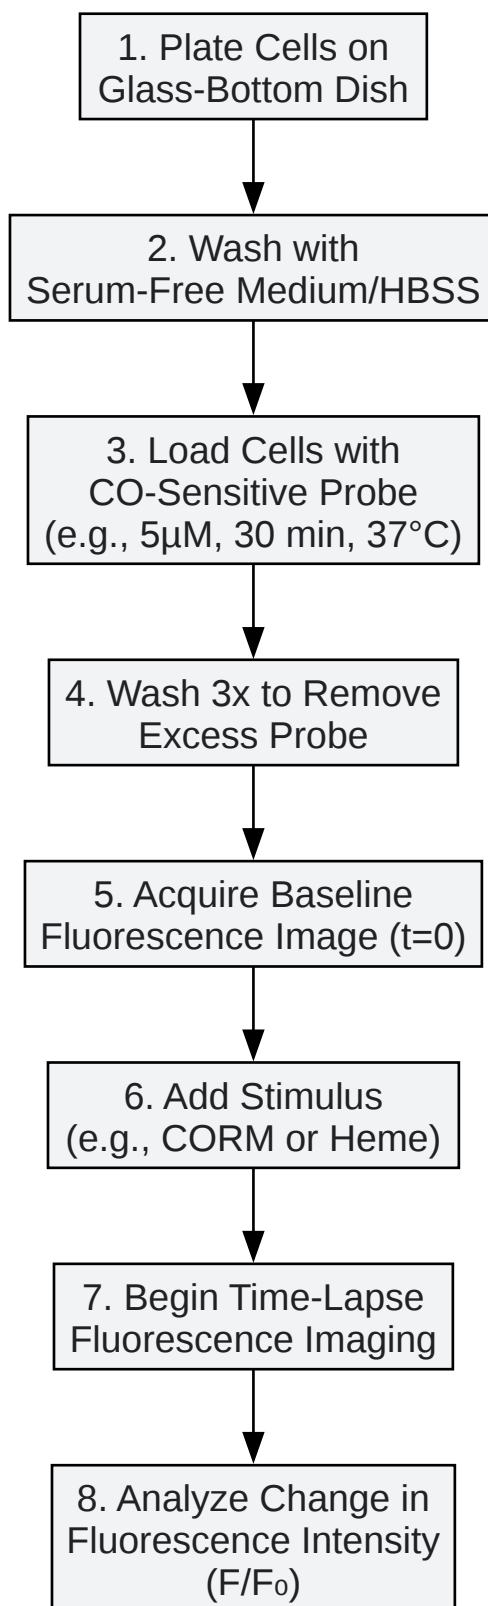 1. Plate Cells on
Glass-Bottom Dish
2. Wash with
Serum-Free Medium/HBSS
3. Load Cells with
CO-Sensitive Probe
(e.g., 5µM, 30 min, 37°C)
4. Wash 3x to Remove
Excess Probe
5. Acquire Baseline
Fluorescence Image (t=0)
6. Add Stimulus
(e.g., CORM or Heme)
7. Begin Time-Lapse
Fluorescence Imaging
8. Analyze Change in
Fluorescence Intensity
(F/F₀)